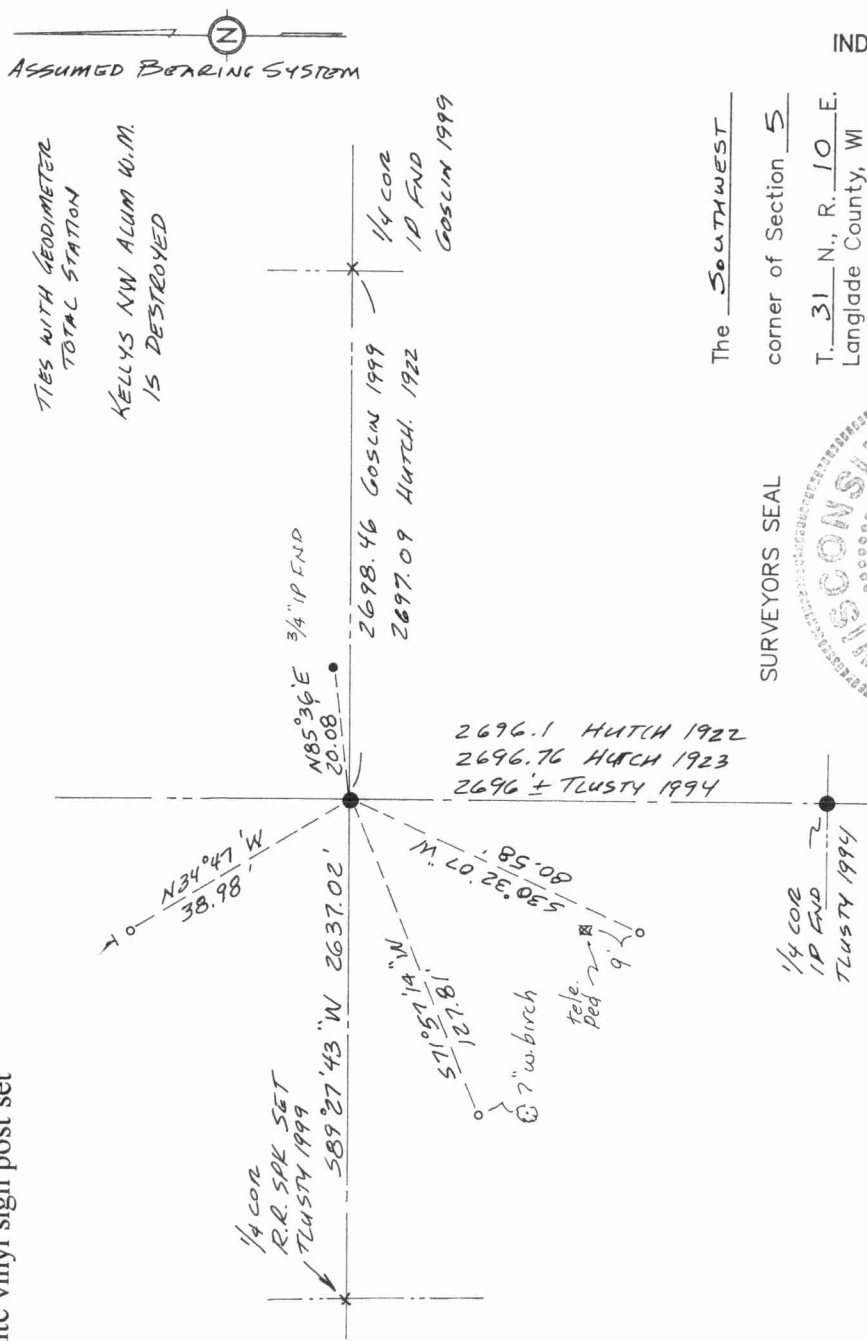 N
ASSUMED BEARING SYSTEM
IND
TIES WITH GEODIMETER
TOTAL STATION
KELLYS NW ALUM W.M.
IS DESTROYED
1/4 COR
IP FND
GOSLIN 1999
2698.46 GOSLIN 1999
2697.09 HUTCH. 1922
N85°36'E
20.08'
3/4" IP FND
N34°47'W
38.98'
2696.1 HUTCH 1922
2696.76 HUTCH 1923
2696'± TLUSTY 1994
S30°32'07"W
80.58'
S71°57'14"W
127.81'
S89°27'43"W 2637.02'
1/4 COR
R.R. SPK SET
TLUSTY 1999
7" w.birch
tele.
Ped
9'
1/4 COR
IP FND
TLUSTY 1994
The SOUTHWEST
corner of Section 5
T. 31 N., R. 10 E.
Langlade County, WI
SURVEYORS SEAL
WISCONS
vinyl sign post set